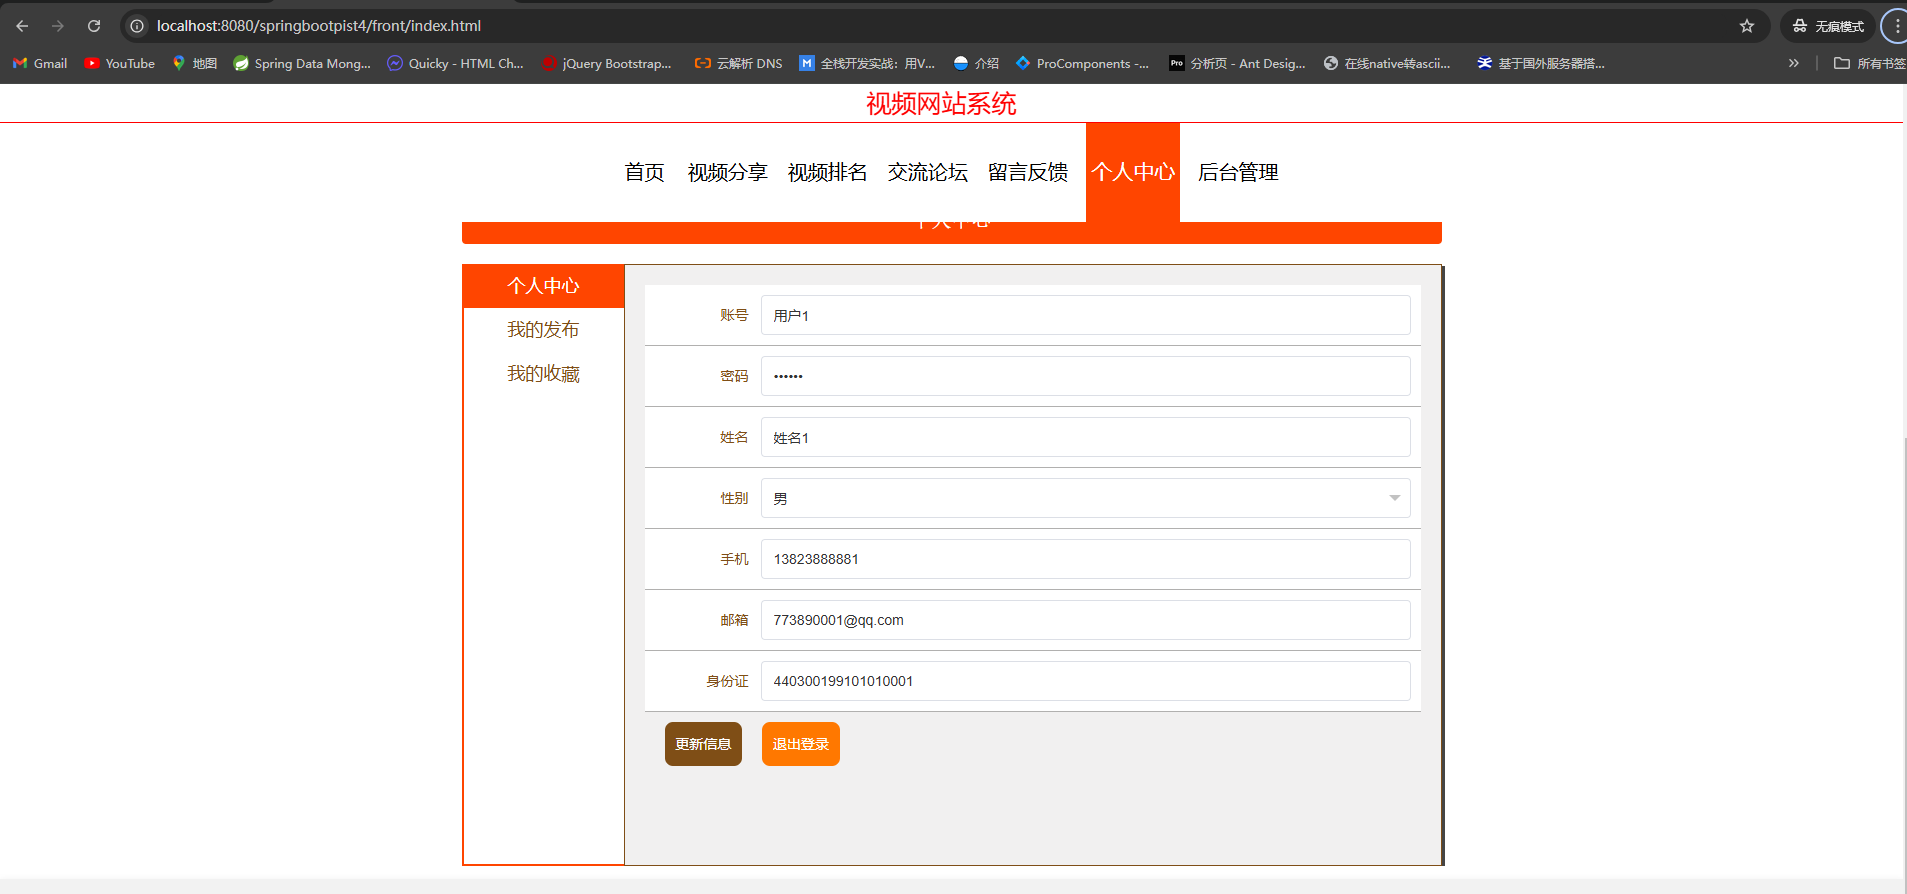 localhost:8080/springbootpist4/front/index.html
无痕模式
Gmail YouTube 地图 Spring Data Mong... Quicky - HTML Ch... jQuery Bootstrap... 云解析 DNS 全栈开发实战：用V... 介绍 ProComponents -... Pro 分析页 - Ant Desig... 在线native转ascii... 基于国外服务器搭... » 所有书签
视频网站系统
首页 视频分享 视频排名 交流论坛 留言反馈 个人中心 后台管理
个人中心
个人中心
我的发布
我的收藏
账号 用户1
密码 ••••••
姓名 姓名1
性别 男
手机 13823888881
邮箱 773890001@qq.com
身份证 440300199101010001
更新信息 退出登录